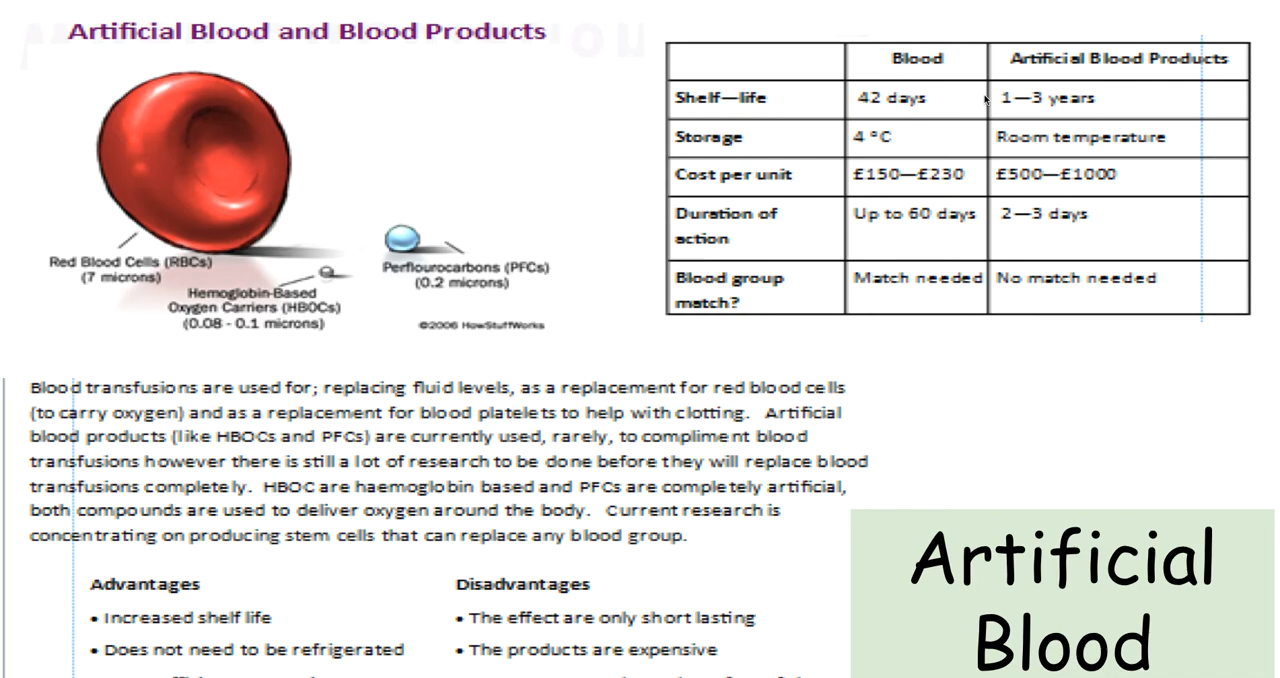 Artificial Blood and Blood Products
Red Blood Cells (RBCs)
(7 microns)
Hemoglobin-Based
Oxygen Carriers (HBOCs)
(0.08 - 0.1 microns)
Perflourocarbons (PFCs)
(0.2 microns)
©2006 HowStuffWorks
Blood Artificial Blood Products
Shelf—life 42 days 1—3 years
Storage 4 °C Room temperature
Cost per unit £150—£230 £500—£1000
Duration of action Up to 60 days 2—3 days
Blood group match? Match needed No match needed
Blood transfusions are used for; replacing fluid levels, as a replacement for red blood cells
(to carry oxygen) and as a replacement for blood platelets to help with clotting. Artificial
blood products (like HBOCs and PFCs) are currently used, rarely, to compliment blood
transfusions however there is still a lot of research to be done before they will replace blood
transfusions completely. HBOC are haemoglobin based and PFCs are completely artificial,
both compounds are used to deliver oxygen around the body. Current research is
concentrating on producing stem cells that can replace any blood group.
Advantages
• Increased shelf life
• Does not need to be refrigerated
Disadvantages
• The effect are only short lasting
• The products are expensive
Artificial
Blood